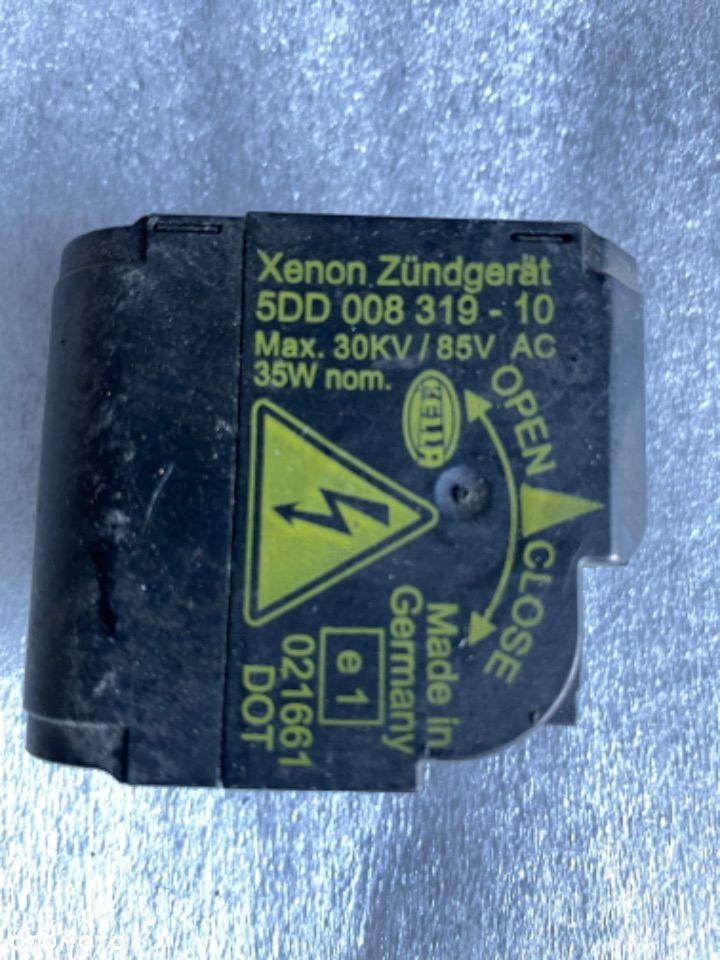 Xenon Zündgerät
5DD 008 319 - 10
Max. 30KV / 85V AC
35W nom.
HELLA
OPEN
CLOSE
Made in
Germany
e 1
021661
DOT
OTOMOTO